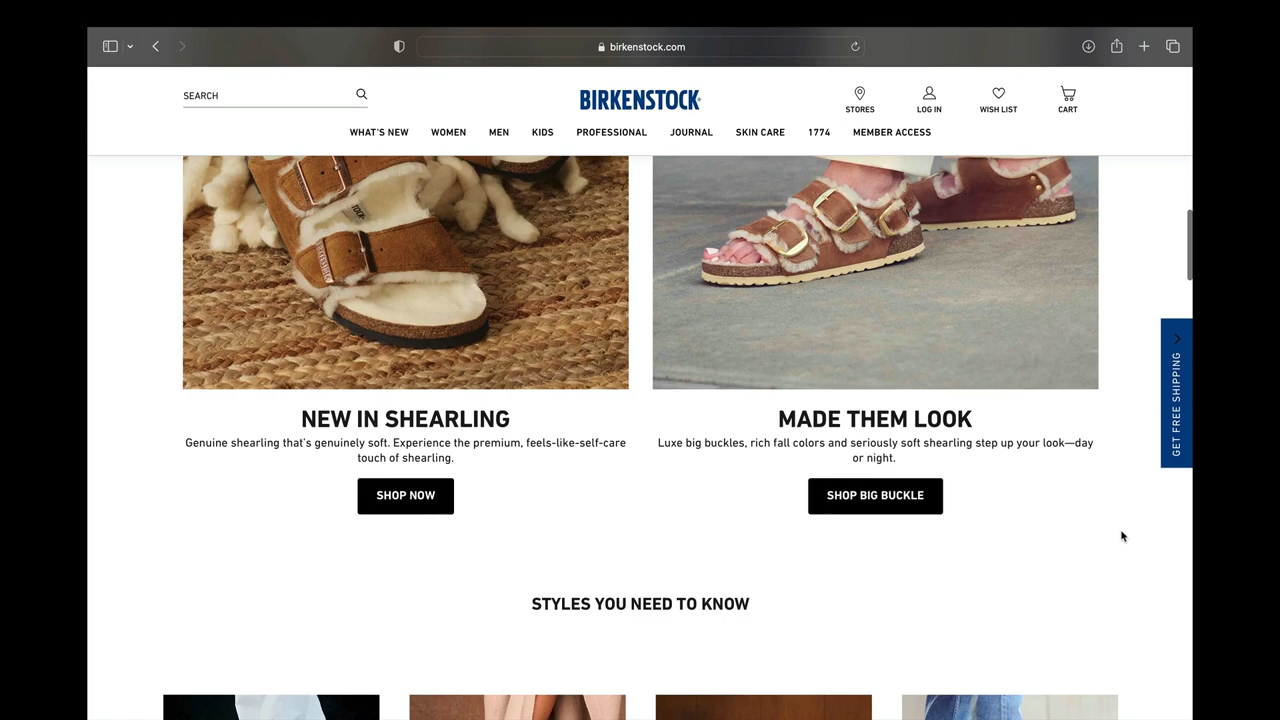 birkenstock.com
SEARCH
BIRKENSTOCK
STORES
LOG IN
WISH LIST
CART
WHAT'S NEW
WOMEN
MEN
KIDS
PROFESSIONAL
JOURNAL
SKIN CARE
1774
MEMBER ACCESS
NEW IN SHEARLING
Genuine shearling that's genuinely soft. Experience the premium, feels-like-self-care
touch of shearling.
SHOP NOW
MADE THEM LOOK
Luxe big buckles, rich fall colors and seriously soft shearling step up your look—day
or night.
SHOP BIG BUCKLE
GET FREE SHIPPING
STYLES YOU NEED TO KNOW